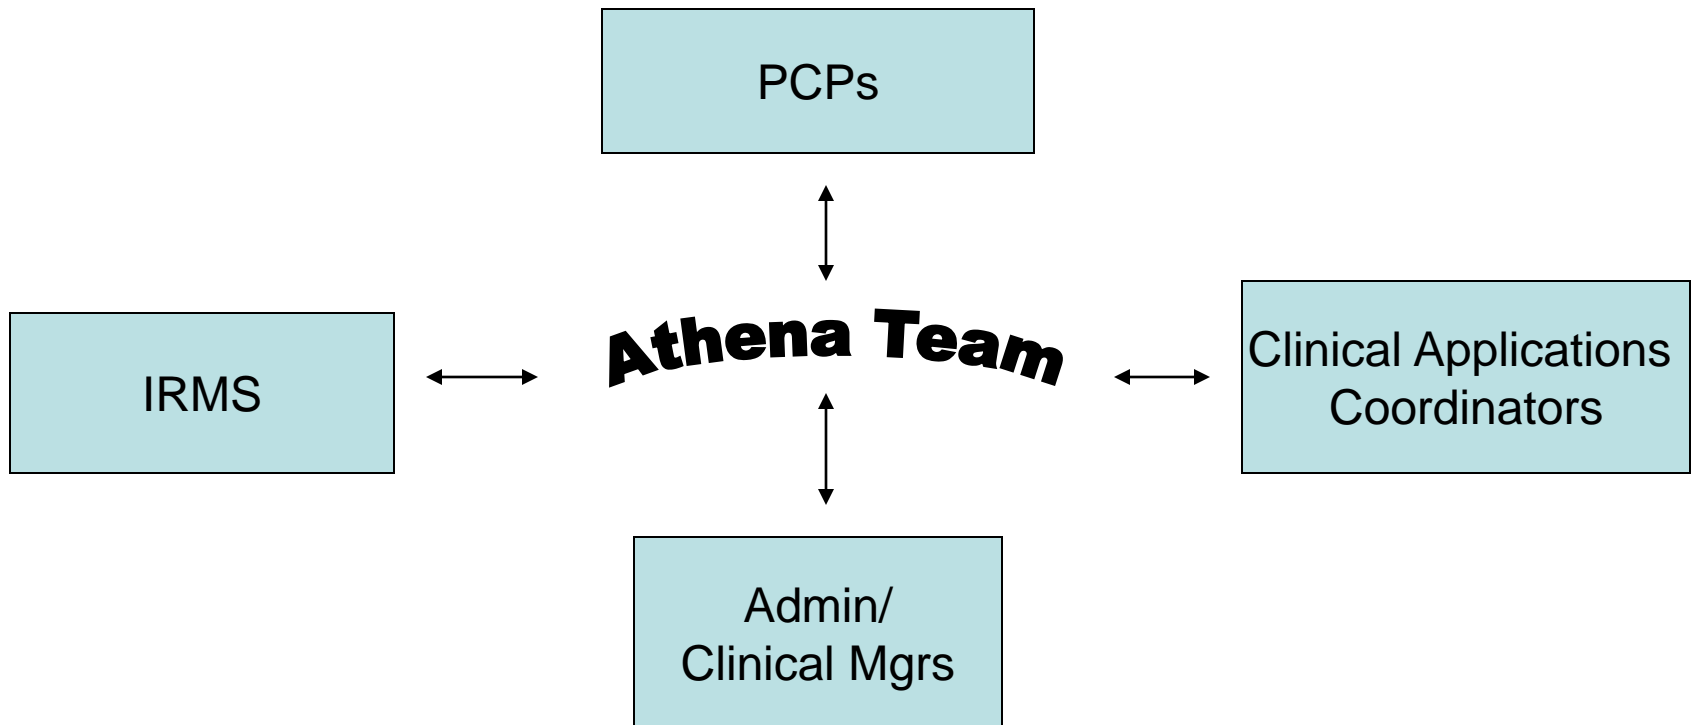 PCPs
Athena Team
IRMS
Clinical Applications
Coordinators
Admin/
Clinical Mgrs